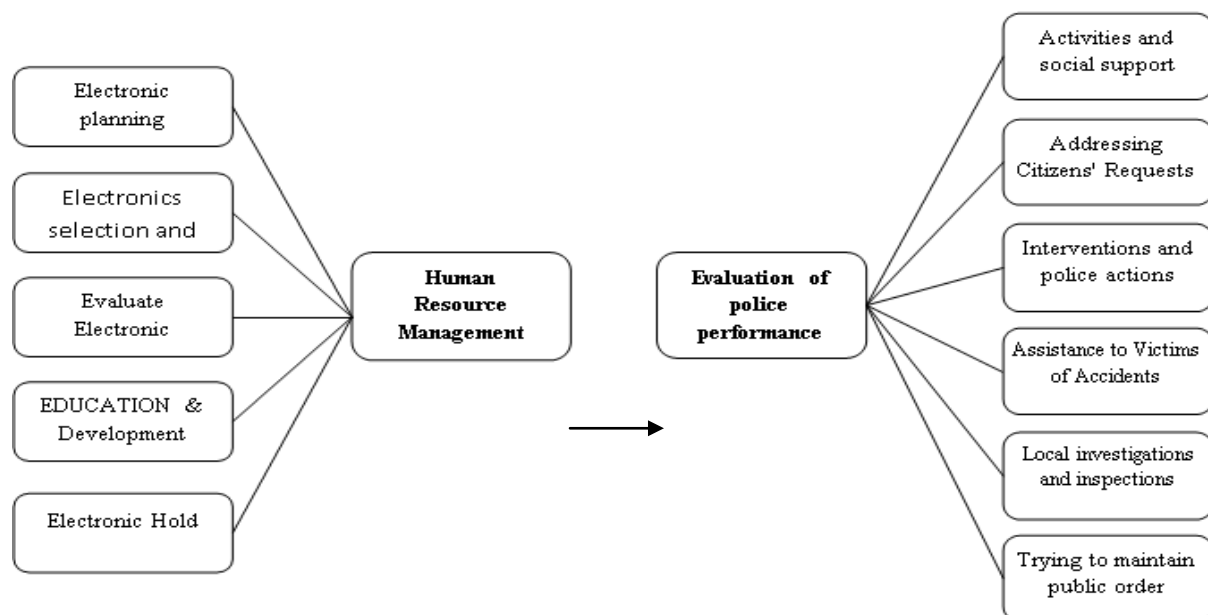 Electronic
planning
Electronics
selection and
Evaluate
Electronic
EDUCATION &
Development
Electronic Hold
Human
Resource
Management
Evaluation of
police
performance
Activities and
social support
Addressing
Citizens' Requests
Interventions and
police actions
Assistance to Victims
of Accidents
Local investigations
and inspections
Trying to maintain
public order